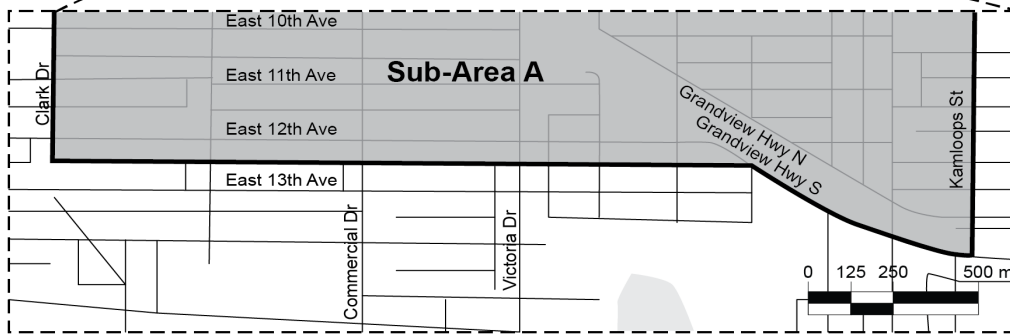 East 10th Ave
East 11th Ave
Sub-Area A
Clark Dr
Grandview Hwy N
Grandview Hwy S
Kamloops St
East 12th Ave
East 13th Ave
Commercial Dr
Victoria Dr
0 125 250 500 m